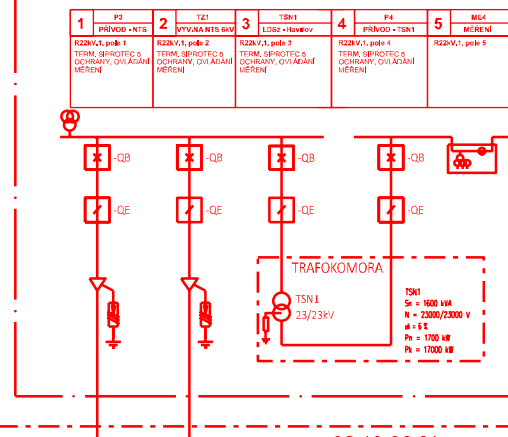 1 P3 2 TZ1 3 TSN1 4 P4 5 ME4
PŘÍVOD - NTS VÝV.NA NTS 6kV LDSž - Havířov PŘÍVOD - TSN1 MĚŘENÍ
R22kV.1, pole 1 R22kV.1, pole 2 R22kV.1, pole 3 R22kV.1, pole 4 R22kV.1, pole 5
TERM. SIPROTEC 5 TERM. SIPROTEC 5 TERM. SIPROTEC 5 TERM. SIPROTEC 5
OCHRANY, OVLÁDÁNÍ OCHRANY, OVLÁDÁNÍ OCHRANY, OVLÁDÁNÍ OCHRANY, OVLÁDÁNÍ
MĚŘENÍ MĚŘENÍ MĚŘENÍ MĚŘENÍ
-QB -QB -QB -QB
-QE -QE -QE -QE
TRAFOKOMORA
TSN1
23/23kV
TSN1
Sn = 1600 kVA
N = 23000/23000 V
uk = 6 %
Pn = 1700 kW
Pk = 17000 kW